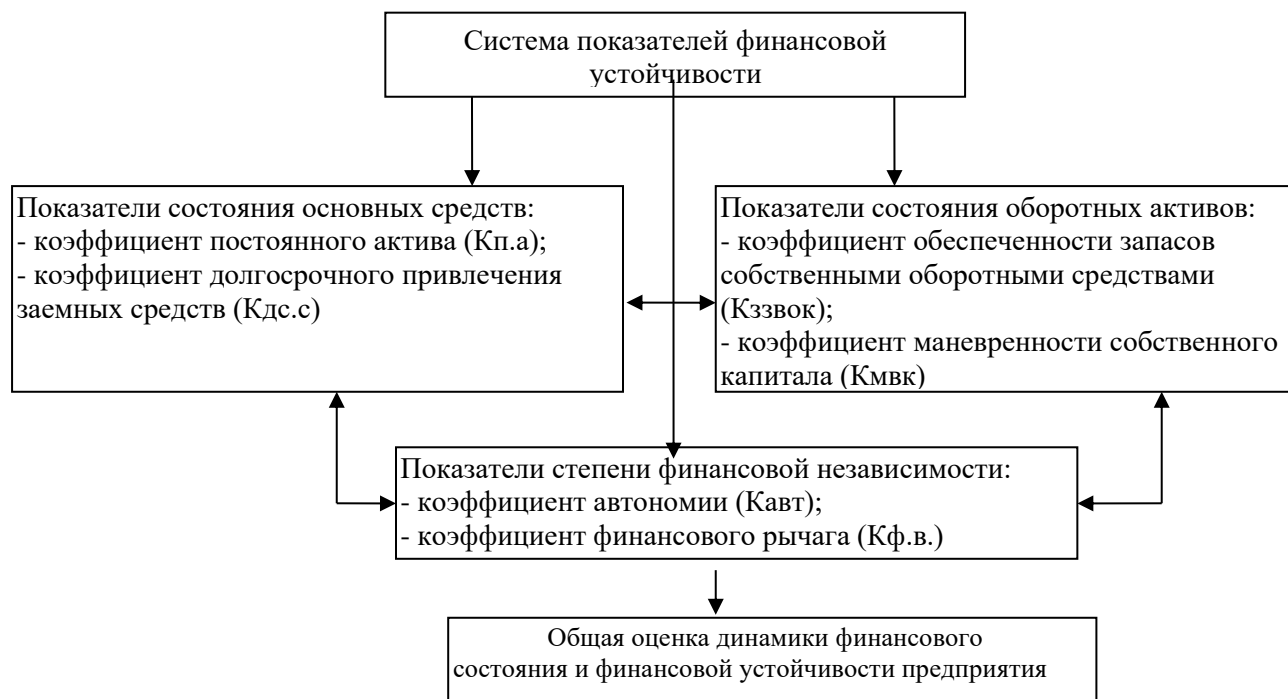 Система показателей финансовой
устойчивости
Показатели состояния основных средств:
- коэффициент постоянного актива (Кп.а);
- коэффициент долгосрочного привлечения
заемных средств (Кдс.с)
Показатели состояния оборотных активов:
- коэффициент обеспеченности запасов
собственными оборотными средствами
(Кззвок);
- коэффициент маневренности собственного
капитала (Кмвк)
Показатели степени финансовой независимости:
- коэффициент автономии (Кавт);
- коэффициент финансового рычага (Кф.в.)
Общая оценка динамики финансового
состояния и финансовой устойчивости предприятия